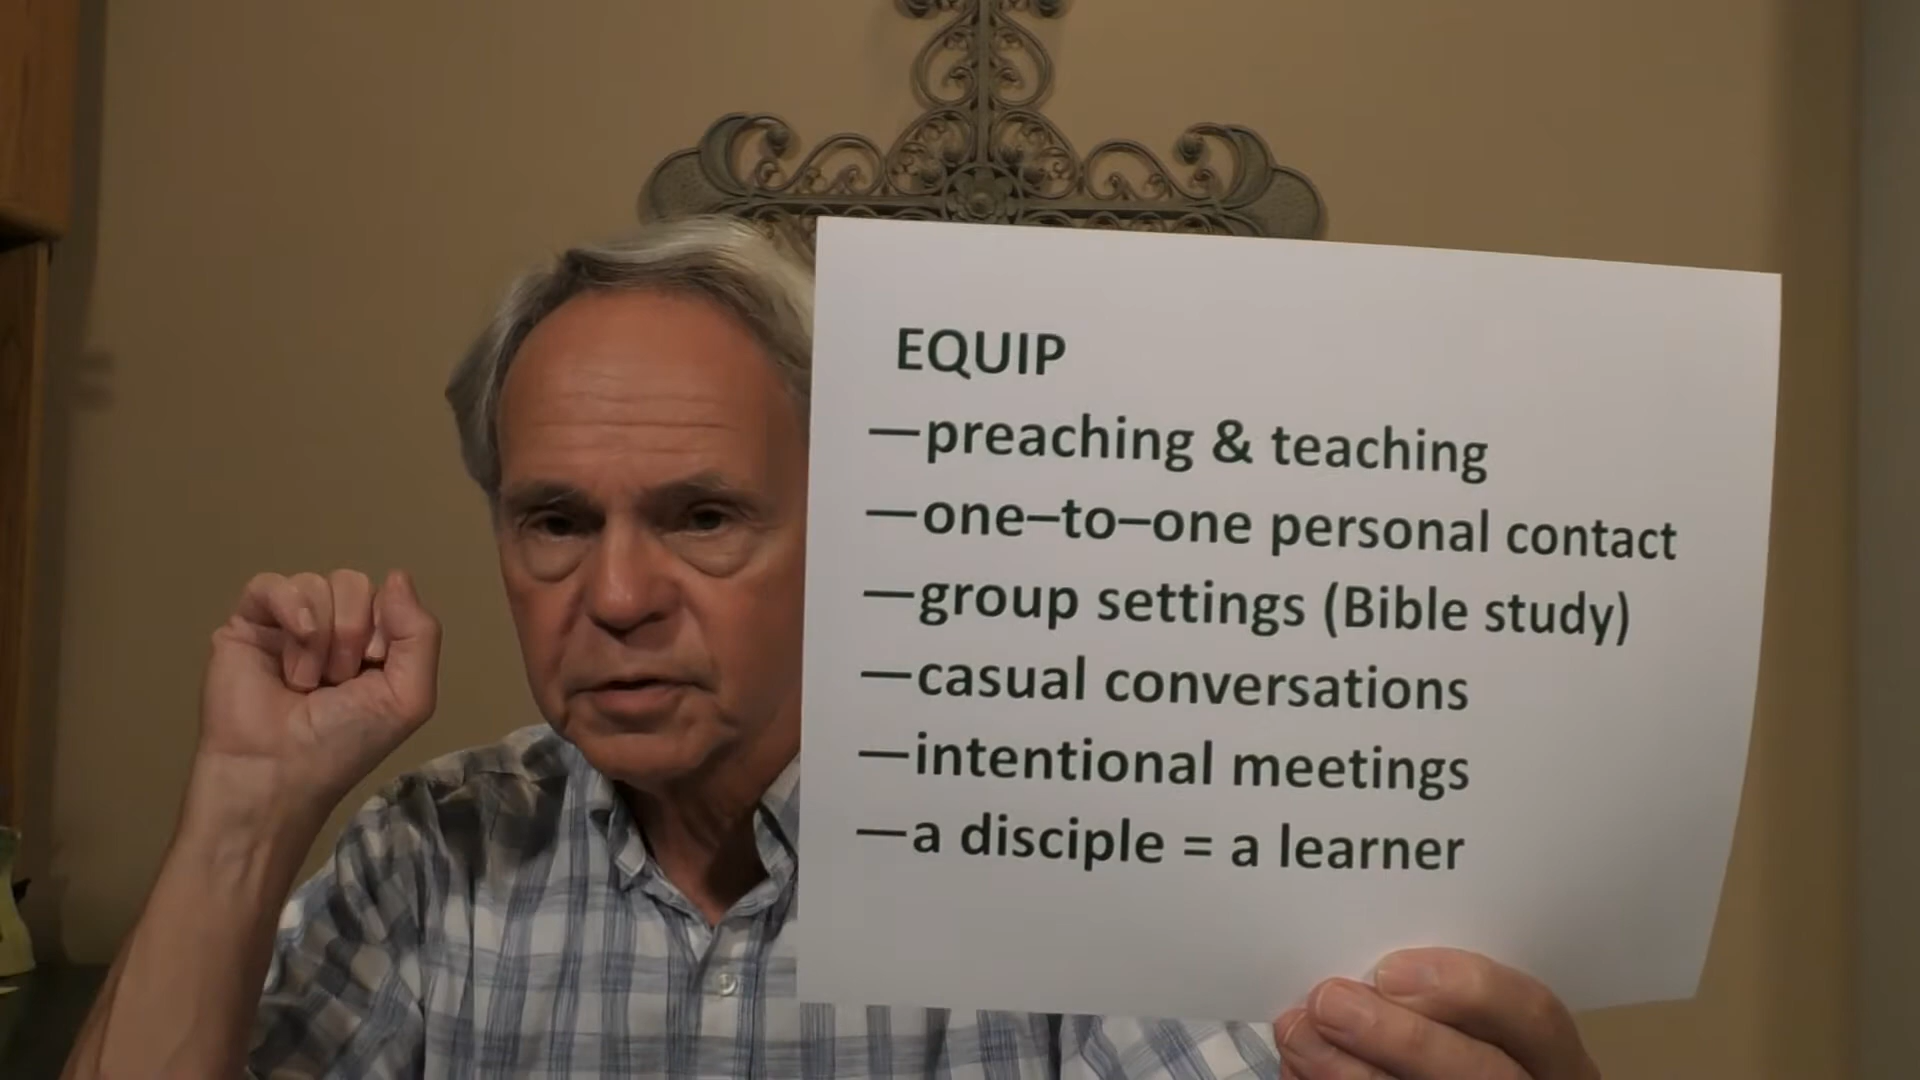 EQUIP
—preaching & teaching
—one–to–one personal contact
—group settings (Bible study)
—casual conversations
—intentional meetings
—a disciple = a learner